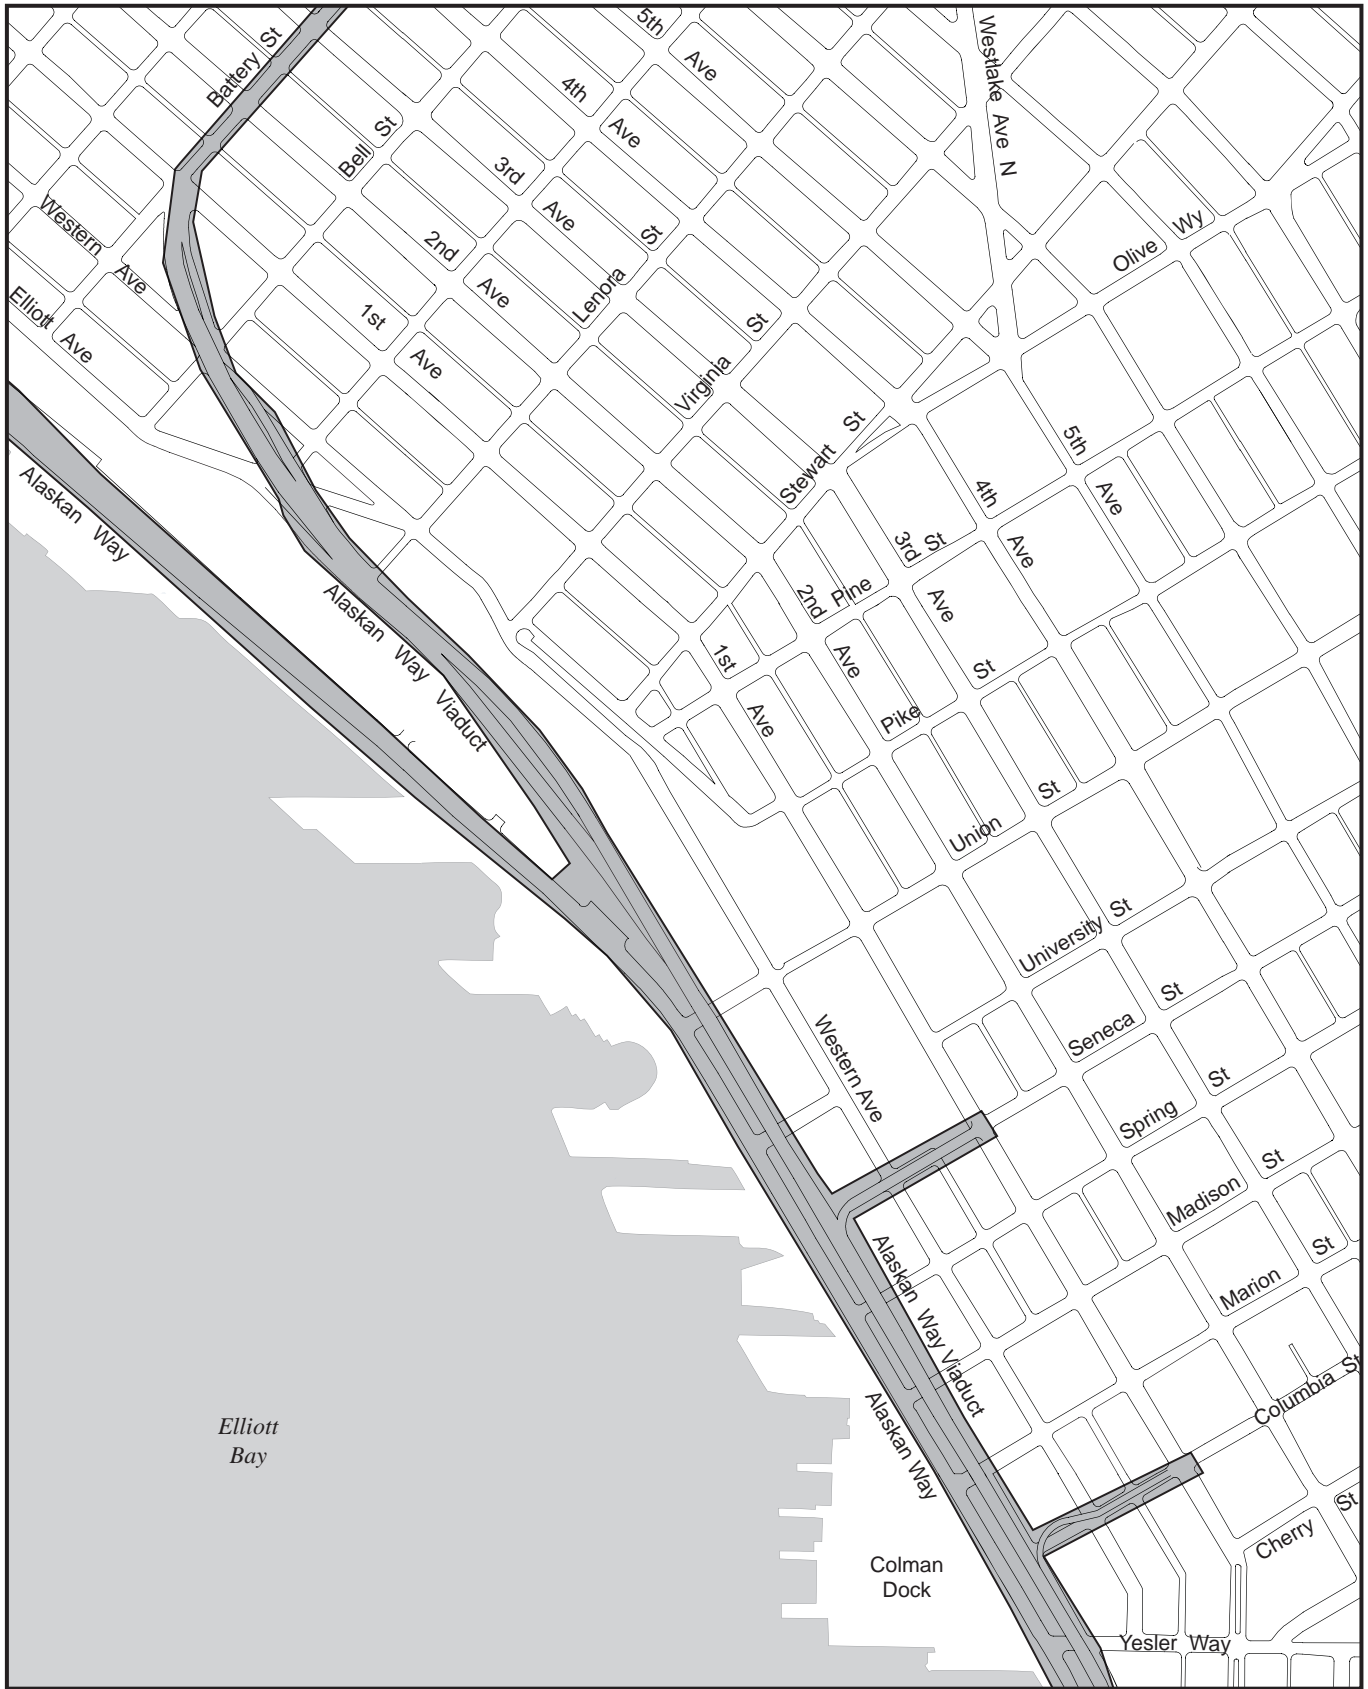 Battery St
5th Ave
4th Ave
3rd Ave
2nd Ave
1st Ave
Westlake Ave N
Bell St
Western Ave
Elliott Ave
Lenora St
Virginia St
Stewart St
Olive Wy
5th Ave
4th Ave
3rd Ave
2nd Ave
1st Ave
Pine St
Pike St
Alaskan Way
Alaskan Way Viaduct
Union St
University St
Seneca St
Western Ave
Spring St
Madison St
Marion St
Alaskan Way Viaduct
Columbia St
Alaskan Way
Elliott
Bay
Cherry St
Colman
Dock
Yesler Way